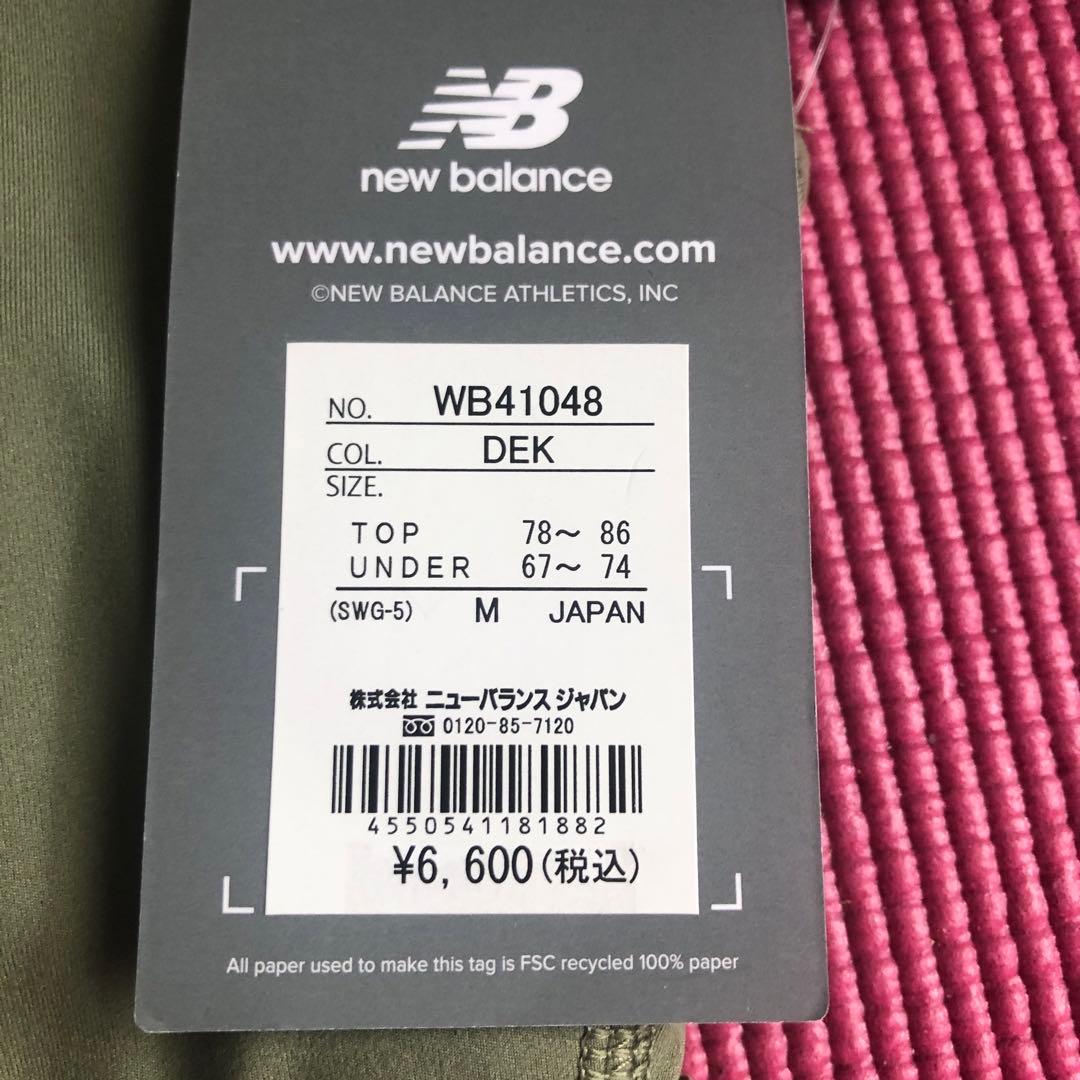 NB
new balance
www.newbalance.com
©NEW BALANCE ATHLETICS, INC
NO. WB41048
COL. DEK
SIZE.
TOP 78～ 86
UNDER 67～ 74
(SWG-5) M JAPAN
株式会社 ニューバランス ジャパン
0120-85-7120
4550541181882
¥6, 600(税込)
All paper used to make this tag is FSC recycled 100% paper